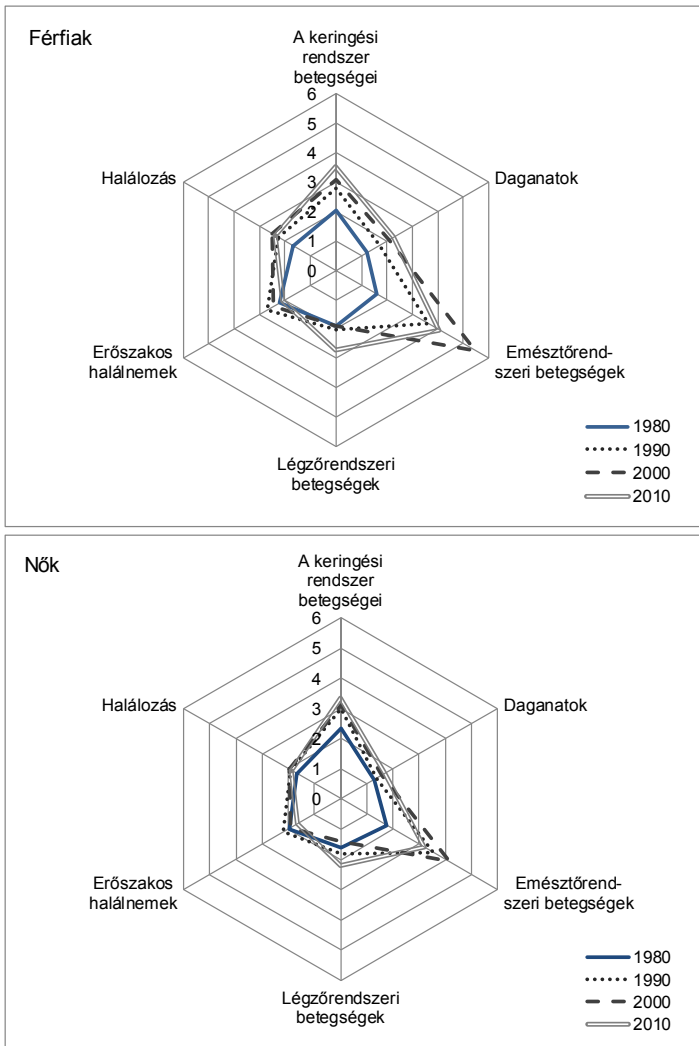 Férfiak
A keringési
rendszer
betegségei
6
5
4
3
2
1
0
Halálozás
Daganatok
Erőszakos
halálnemek
Emésztőrend-
szeri betegségek
Légzőrendszeri
betegségek
1980
1990
2000
2010
Nők
A keringési
rendszer
betegségei
6
5
4
3
2
1
0
Halálozás
Daganatok
Erőszakos
halálnemek
Emésztőrend-
szeri betegségek
Légzőrendszeri
betegségek
1980
1990
2000
2010